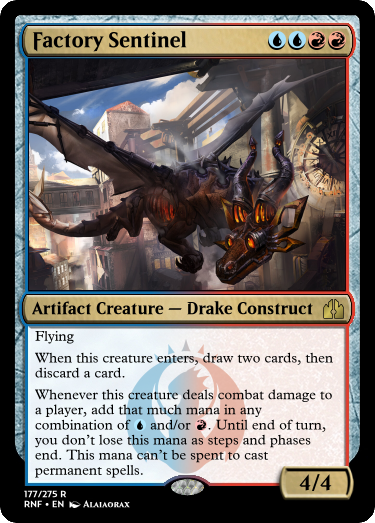 Factory Sentinel
Artifact Creature — Drake Construct
Flying
When this creature enters, draw two cards, then
discard a card.
Whenever this creature deals combat damage to
a player, add that much mana in any
combination of and/or . Until end of turn,
you don't lose this mana as steps and phases
end. This mana can't be spent to cast
permanent spells.
4/4
177/275 R
RNF • EN Alaiaorax